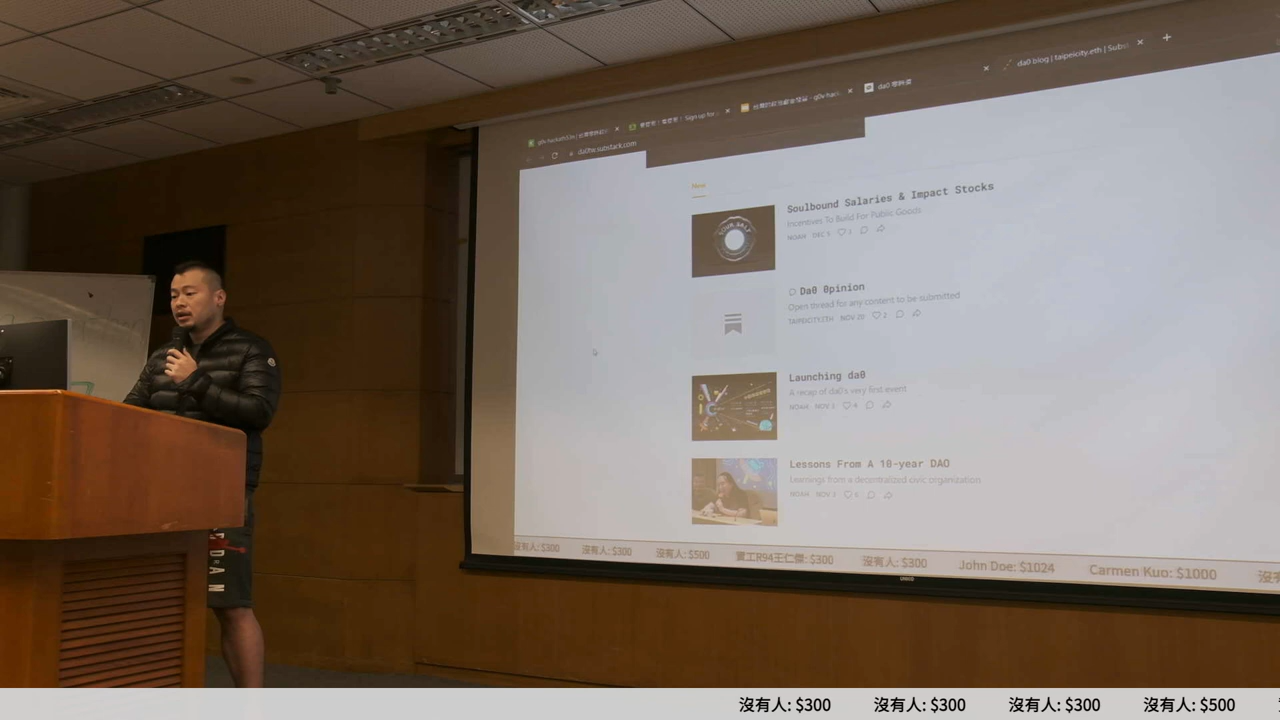 da0 blog | taipeicity.eth | Subst
da0tw.substack.com
New
Soulbound Salaries & Impact Stocks
Incentives To Build For Public Goods
NOAH DEC 5 1
Da0 0pinion
Open thread for any content to be submitted
TAIPEICITY.ETH NOV 20 2
Launching da0
A recap of da0's very first event
NOAH NOV 3
Lessons From A 10-year DAO
Learnings from a decentralized civic organization
NOAH NOV 3
沒有人: $300 沒有人: $300 沒有人: $500 R94王仁傑: $300 沒有人: $300 John Doe: $1024 Carmen Kuo: $1000
沒有人: $300 沒有人: $300 沒有人: $300 沒有人: $500